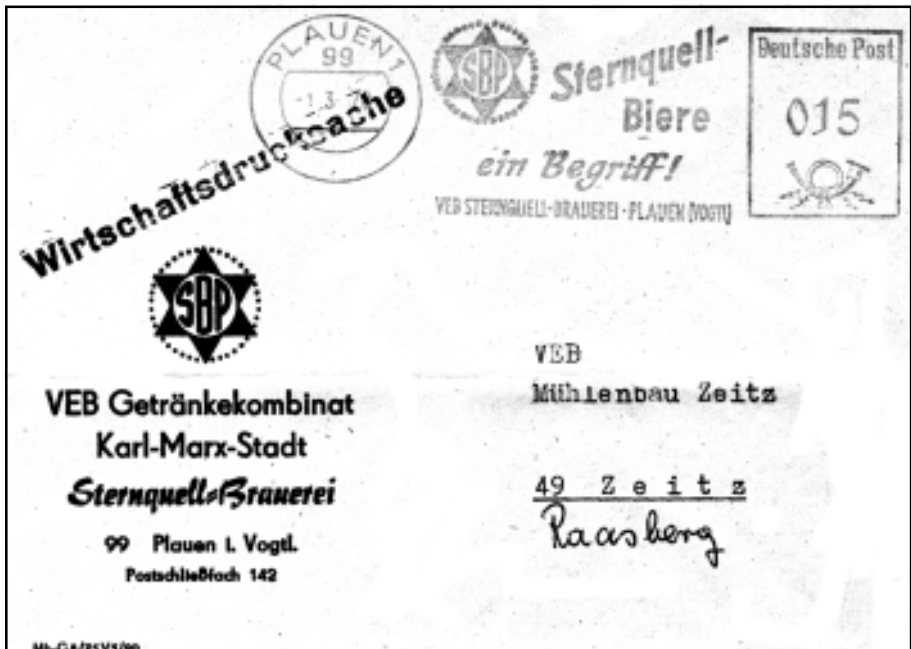 PLAUEN 1
99
Wirtschaftsdrucksache
SBP
Sternquell-
Biere
ein Begriff!
VEB STERNQUELL-BRAUEREI-PLAUEN (VOGTL)
Deutsche Post
015
SBP
VEB Getränkekombinat
Karl-Marx-Stadt
Sternquell-Brauerei
99 Plauen i. Vogtl.
Postschließfach 142
VEB
Mühlenbau Zeitz
49 Zeitz
Raasberg